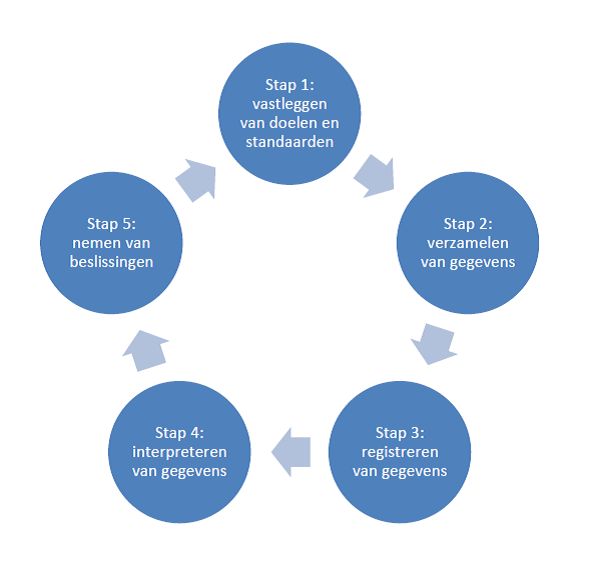 Stap 1:
vastleggen
van doelen en
standaarden
Stap 2:
verzamelen
van gegevens
Stap 3:
registreren
van gegevens
Stap 4:
interpreteren
van gegevens
Stap 5:
nemen van
beslissingen